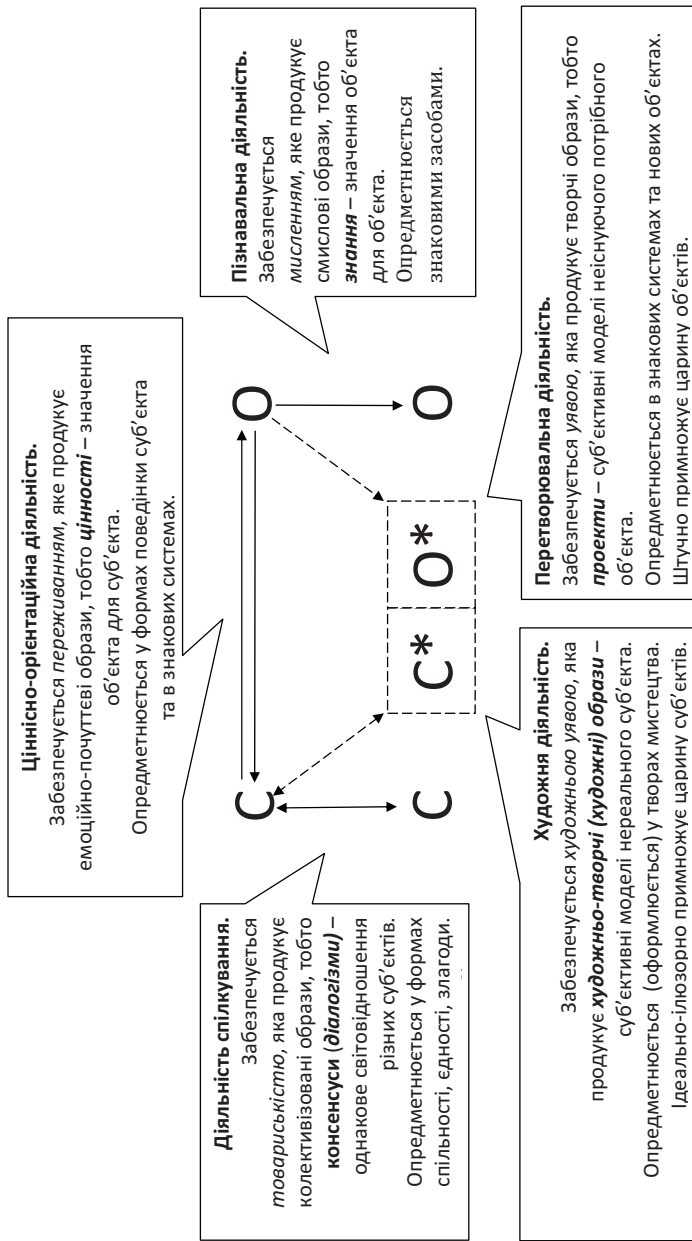 Ціннісно-орієнтаційна діяльність.
Забезпечується переживанням, яке продукує
емоційно-почуттєві образи, тобто цінності – значення
об’єкта для суб’єкта.
Опредметнюється у формах поведінки суб’єкта
та в знакових системах.
Діяльність спілкування.
Забезпечується
товариськістю, яка продукує
колективізовані образи, тобто
консенсуси (діалогізми) –
однакове світовідношення
різних суб’єктів.
Опредметнюється у формах
спільності, єдності, злагоди.
С
О
С
С*
О*
О
Пізнавальна діяльність.
Забезпечується
мисленням, яке продукує
смислові образи, тобто
знання – значення об’єкта
для об’єкта.
Опредметнюється
знаковими засобами.
Художня діяльність.
Забезпечується художньою уявою, яка
продукує художньо-творчі (художні) образи –
суб’єктивні моделі нереального суб’єкта.
Опредметнюється (оформлюється) у творах мистецтва.
Ідеально-ілюзорно примножує царину суб’єктів.
Перетворювальна діяльність.
Забезпечується уявою, яка продукує творчі образи, тобто
проекти – суб’єктивні моделі неіснуючого потрібного
об’єкта.
Опредметнюється в знакових системах та нових об’єктах.
Штучно примножує царину об’єктів.